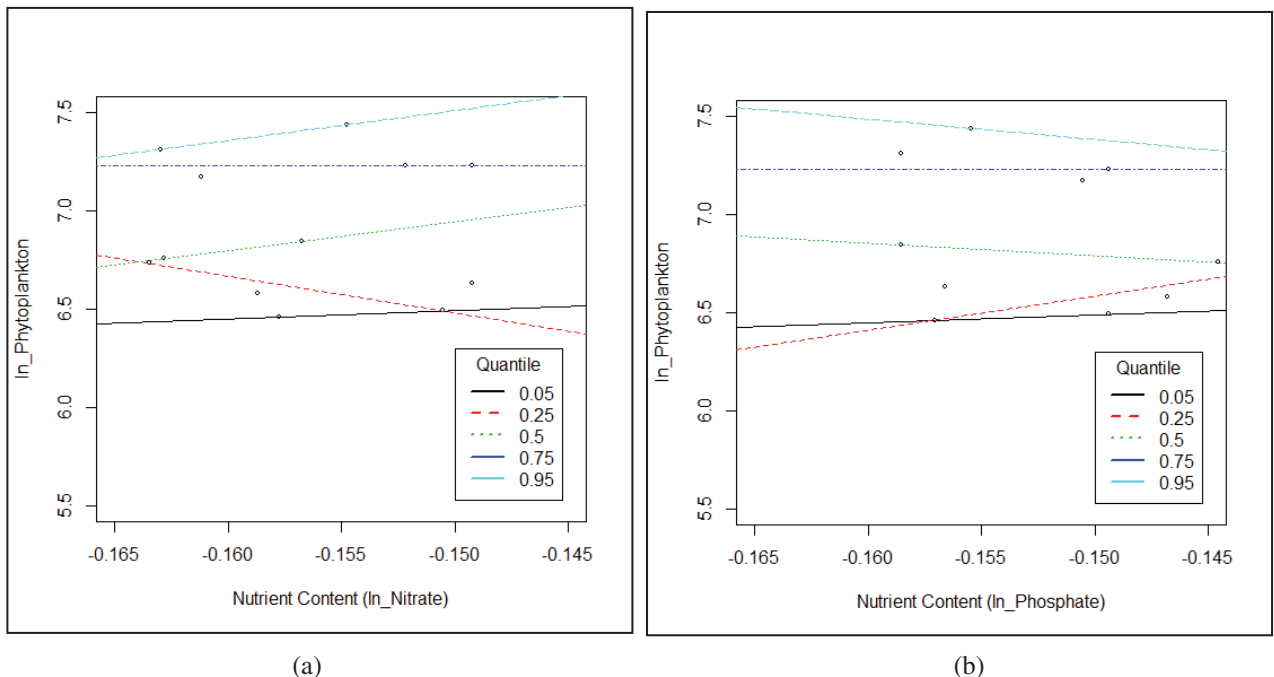 7.5
7.0
6.5
6.0
5.5
ln_Phytoplankton
Quantile
0.05
0.25
0.5
0.75
0.95
-0.165 -0.160 -0.155 -0.150 -0.145
Nutrient Content (ln_Nitrate)
(a)
7.5
7.0
6.5
6.0
5.5
ln_Phytoplankton
Quantile
0.05
0.25
0.5
0.75
0.95
-0.165 -0.160 -0.155 -0.150 -0.145
Nutrient Content (ln_Phosphate)
(b)